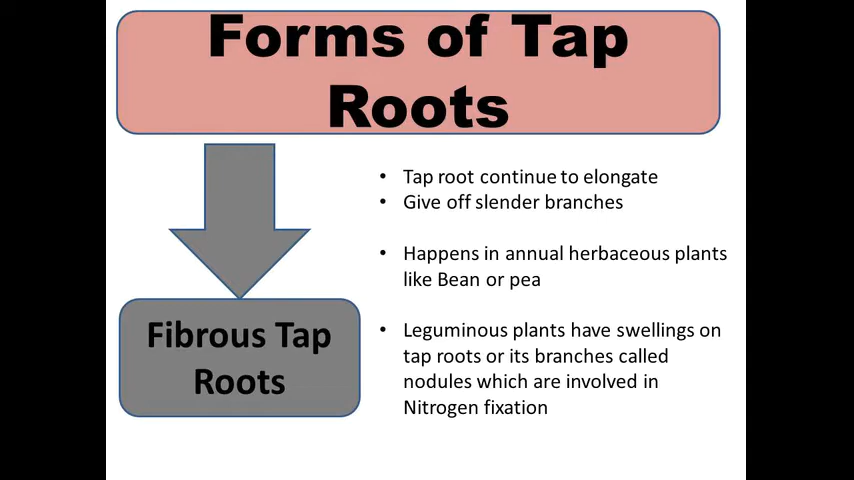 Forms of Tap
Roots
• Tap root continue to elongate
• Give off slender branches
• Happens in annual herbaceous plants
like Bean or pea
Fibrous Tap
Roots
• Leguminous plants have swellings on
tap roots or its branches called
nodules which are involved in
Nitrogen fixation